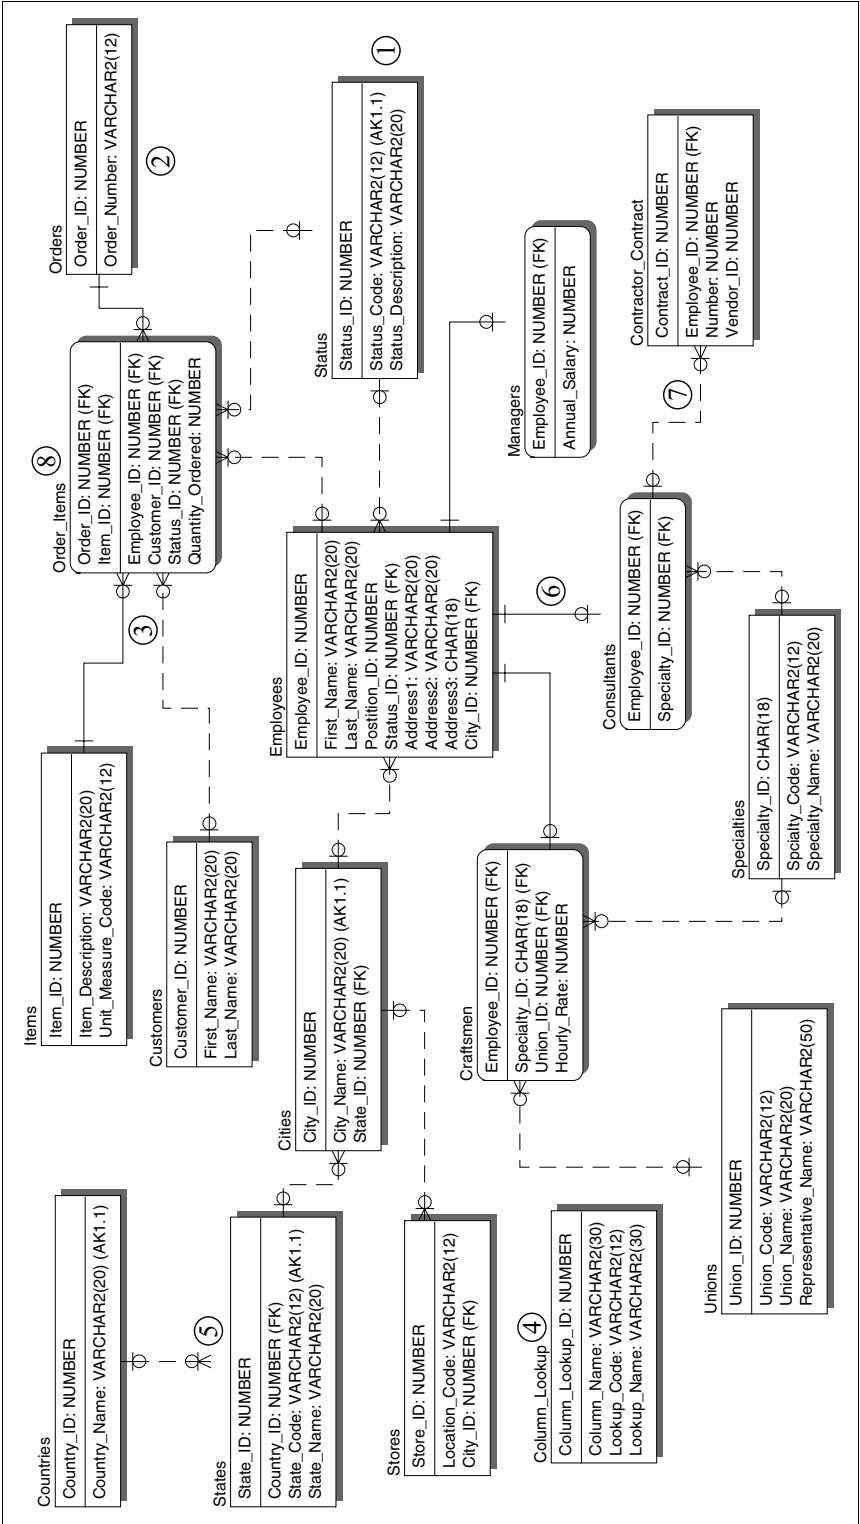 Countries
Country_ID: NUMBER
Country_Name: VARCHAR2(20) (AK1.1)
Items
Item_ID: NUMBER
Item_Description: VARCHAR2(20)
Unit_Measure_Code: VARCHAR2(12)
Order_Items
8
Order_ID: NUMBER (FK)
Item_ID: NUMBER (FK)
Employee_ID: NUMBER (FK)
Customer_ID: NUMBER (FK)
Status_ID: NUMBER (FK)
Quantity_Ordered: NUMBER
Orders
Order_ID: NUMBER
Order_Number: VARCHAR2(12)
2
3
Customers
Customer_ID: NUMBER
First_Name: VARCHAR2(20)
Last_Name: VARCHAR2(20)
5
States
State_ID: NUMBER
Country_ID: NUMBER (FK)
State_Code: VARCHAR2(12) (AK1.1)
State_Name: VARCHAR2(20)
Cities
City_ID: NUMBER
City_Name: VARCHAR2(20) (AK1.1)
State_ID: NUMBER (FK)
Employees
Employee_ID: NUMBER
First_Name: VARCHAR2(20)
Last_Name: VARCHAR2(20)
Postition_ID: NUMBER
Status_ID: NUMBER (FK)
Address1: VARCHAR2(20)
Address2: VARCHAR2(20)
Address3: CHAR(18)
City_ID: NUMBER (FK)
Status
Status_ID: NUMBER
Status_Code: VARCHAR2(12) (AK1.1)
Status_Description: VARCHAR2(20)
1
Stores
Store_ID: NUMBER
Location_Code: VARCHAR2(12)
City_ID: NUMBER (FK)
Craftsmen
Employee_ID: NUMBER (FK)
Specialty_ID: CHAR(18) (FK)
Union_ID: NUMBER (FK)
Hourly_Rate: NUMBER
6
Managers
Employee_ID: NUMBER (FK)
Annual_Salary: NUMBER
Column_Lookup
4
Column_Lookup_ID: NUMBER
Column_Name: VARCHAR2(30)
Lookup_Code: VARCHAR2(12)
Lookup_Name: VARCHAR2(30)
Consultants
Employee_ID: NUMBER (FK)
Specialty_ID: NUMBER (FK)
7
Contractor_Contract
Contract_ID: NUMBER
Employee_ID: NUMBER (FK)
Number: NUMBER
Vendor_ID: NUMBER
Unions
Union_ID: NUMBER
Union_Code: VARCHAR2(12)
Union_Name: VARCHAR2(20)
Representative_Name: VARCHAR2(50)
Specialties
Specialty_ID: CHAR(18)
Spcialty_Code: VARCHAR2(12)
Specialty_Name: VARCHAR2(20)